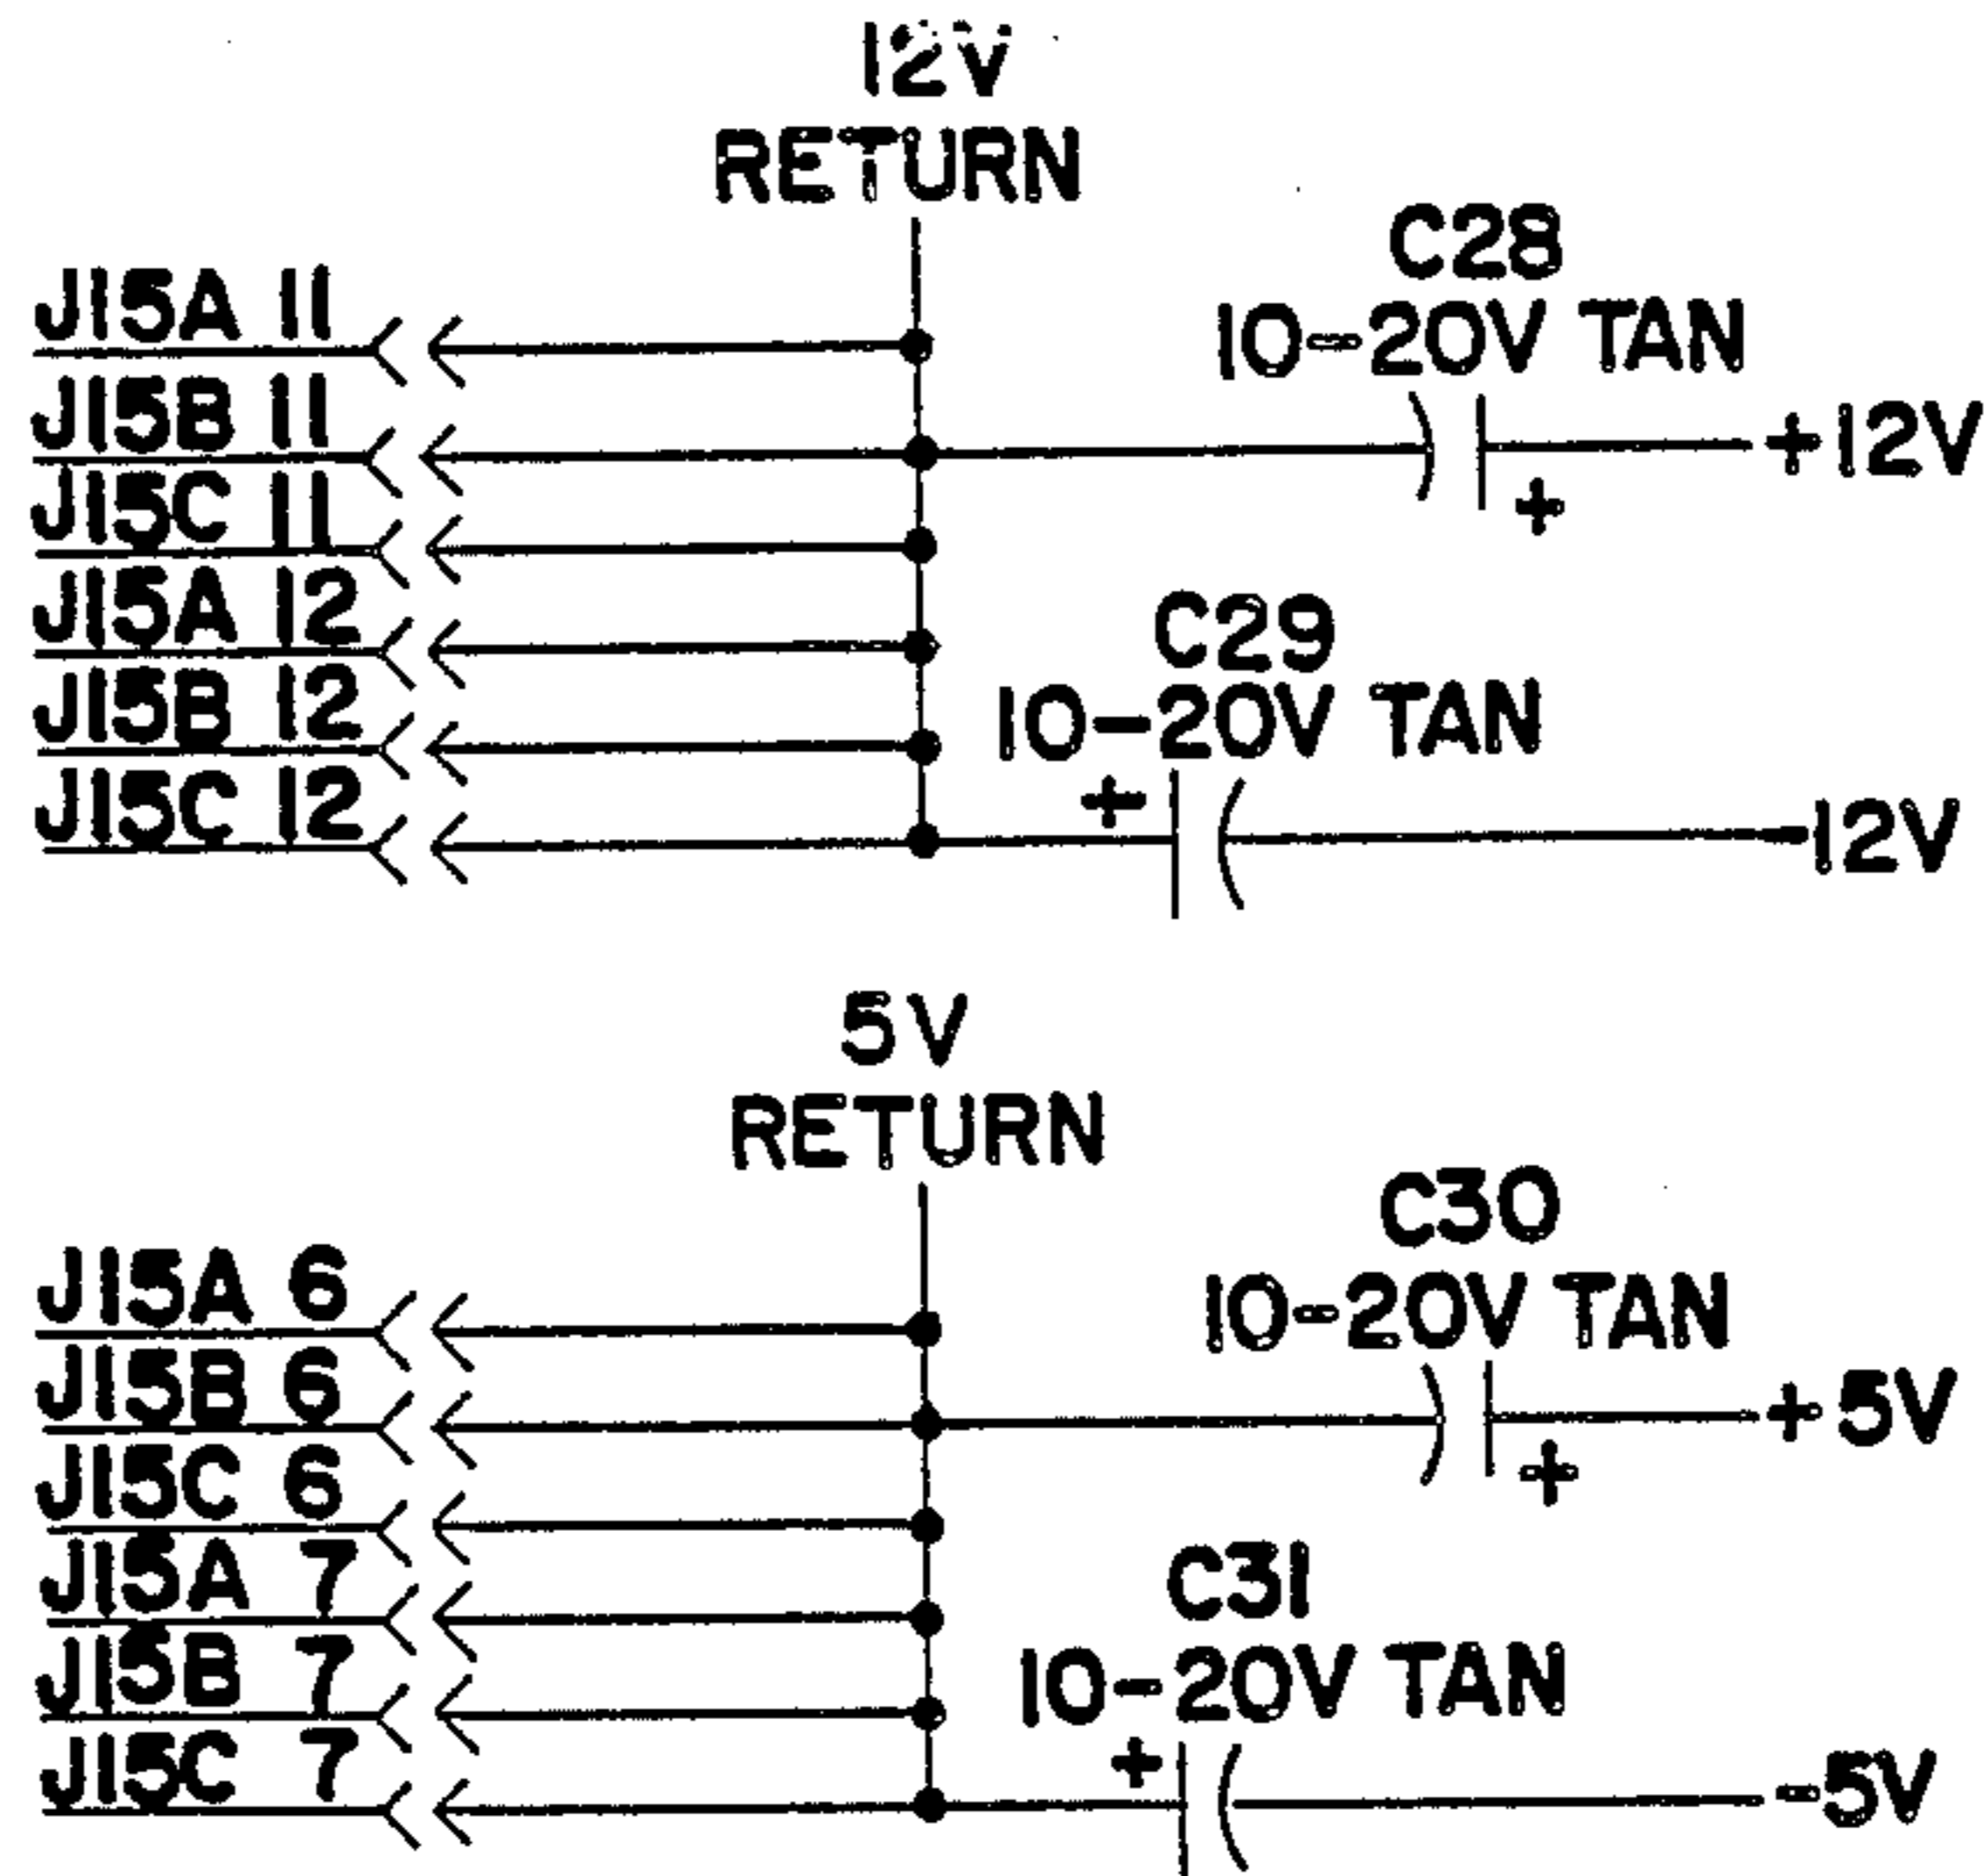 12V
RETURN
C28
10-20V TAN
J15A 11
J15B 11
+12V
+
J15C 11
J15A 12
C29
10-20V TAN
J15B 12
+
J15C 12
-12V
5V
RETURN
C30
10-20V TAN
J15A 6
J15B 6
+5V
+
J15C 6
J15A 7
C31
10-20V TAN
J15B 7
+
J15C 7
-5V